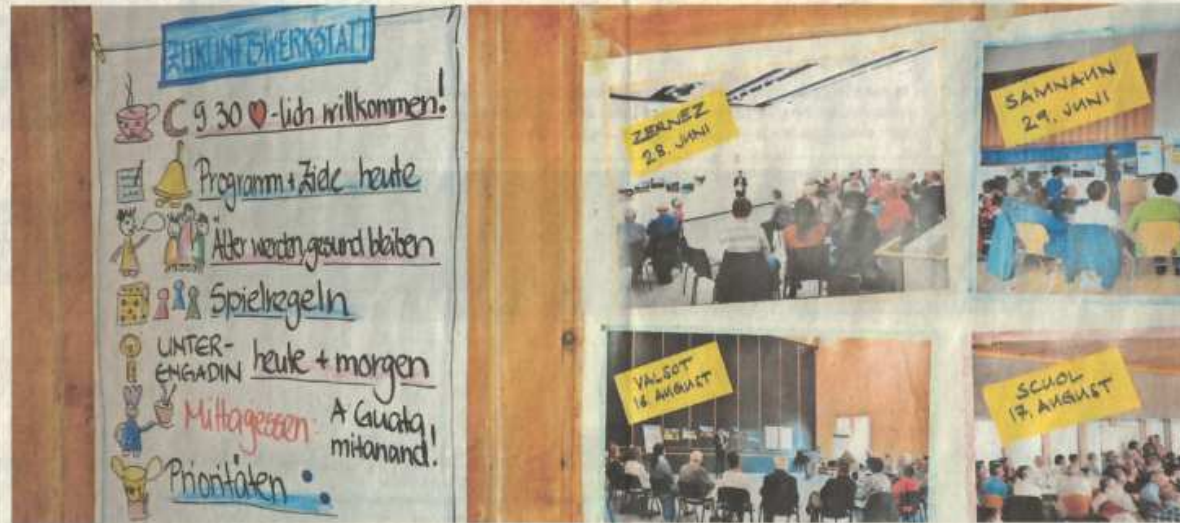 ZUKUNFTSWERKSTATT
9 30 ♥-lich willkommen!
Programm + Ziele heute
Älter werden, gesund bleiben
Spielregeln
UNTER-
ENGADIN heute + morgen
Mittagessen: A Guata
mitanand!
Prioritäten
ZERNEZ
28. JUNI
SAMNAUN
29. JUNI
VALSOT
16. AUGUST
SCUOL
17. AUGUST